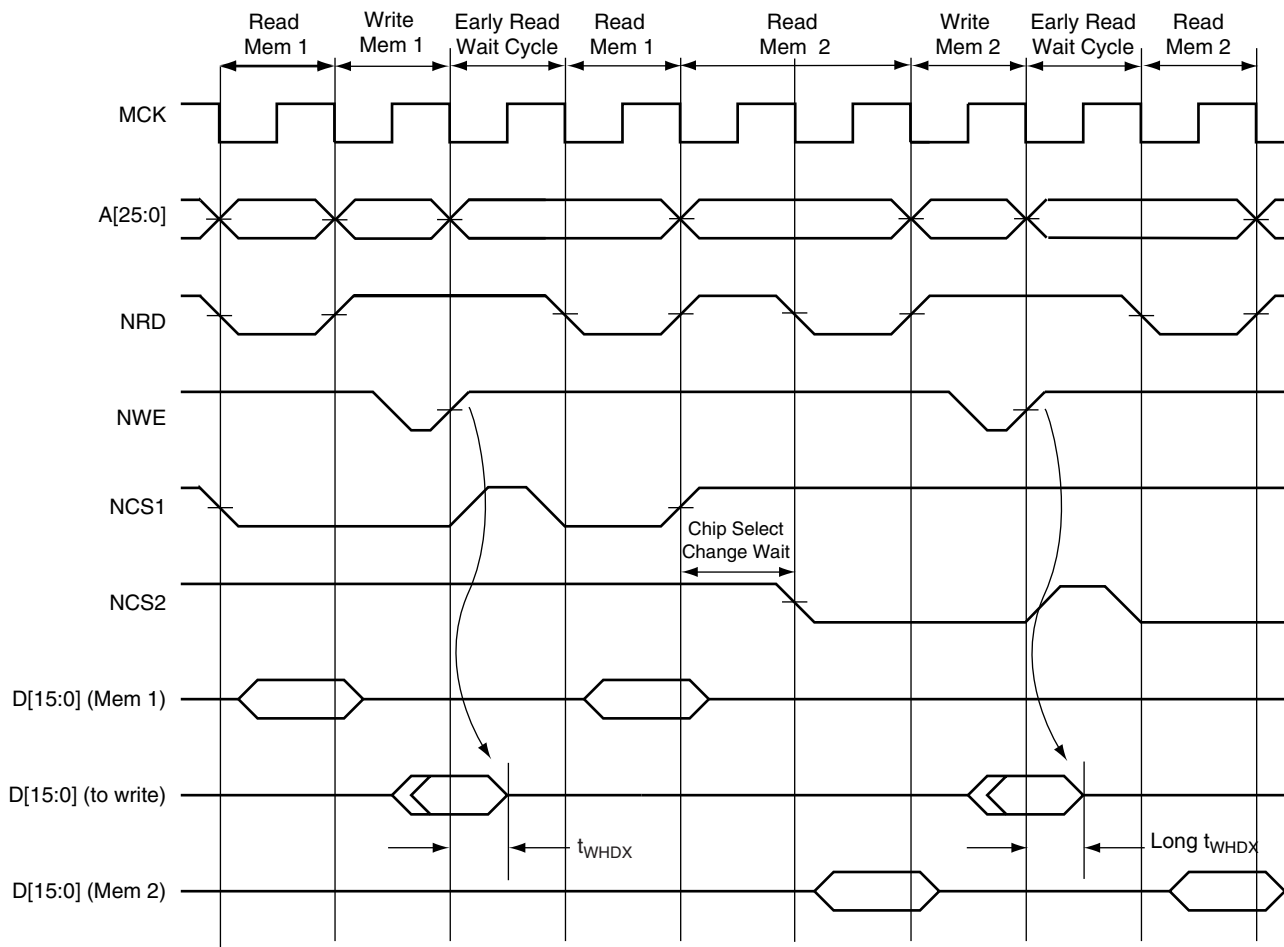 Read
Mem 1
Write
Mem 1
Early Read
Wait Cycle
Read
Mem 1
Read
Mem 2
Write
Mem 2
Early Read
Wait Cycle
Read
Mem 2
MCK
A[25:0]
NRD
NWE
NCS1
Chip Select
Change Wait
NCS2
D[15:0] (Mem 1)
D[15:0] (to write)
tWHDX
Long tWHDX
D[15:0] (Mem 2)